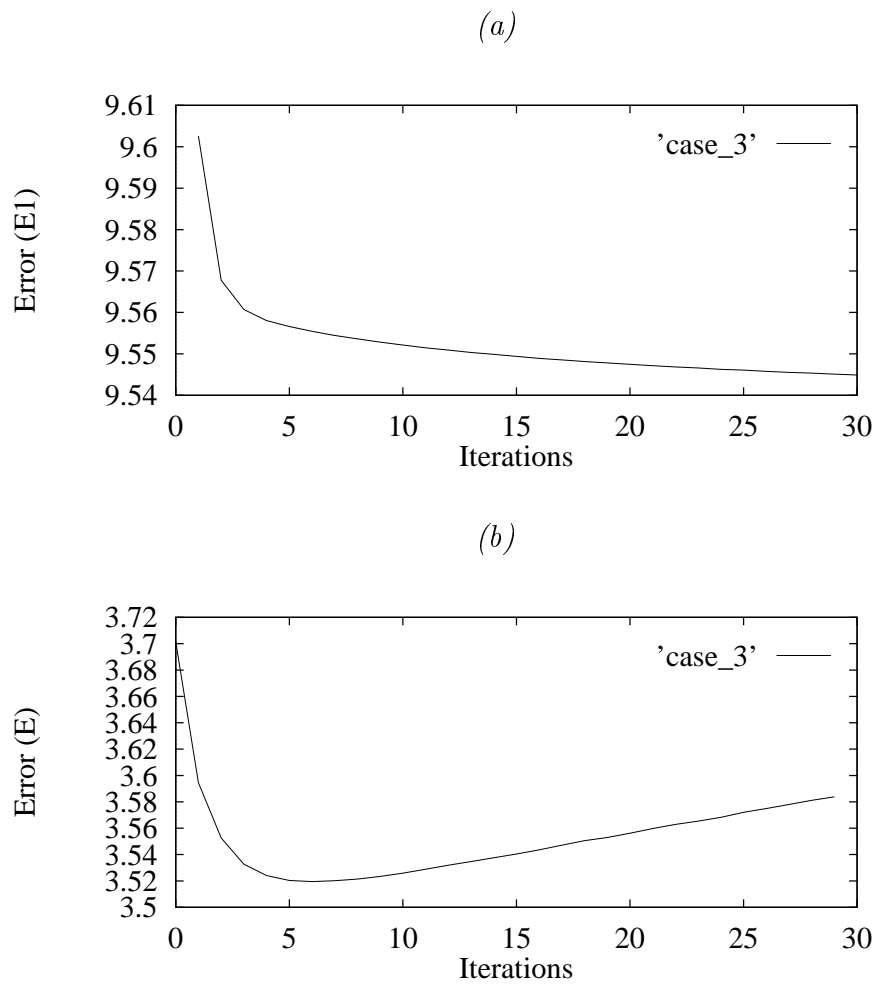 (a)
9.61
9.6
9.59
9.58
9.57
9.56
9.55
9.54
Error (E1)
'case_3'
0 5 10 15 20 25 30
Iterations
(b)
3.72
3.7
3.68
3.66
3.64
3.62
3.6
3.58
3.56
3.54
3.52
3.5
Error (E)
'case_3'
0 5 10 15 20 25 30
Iterations